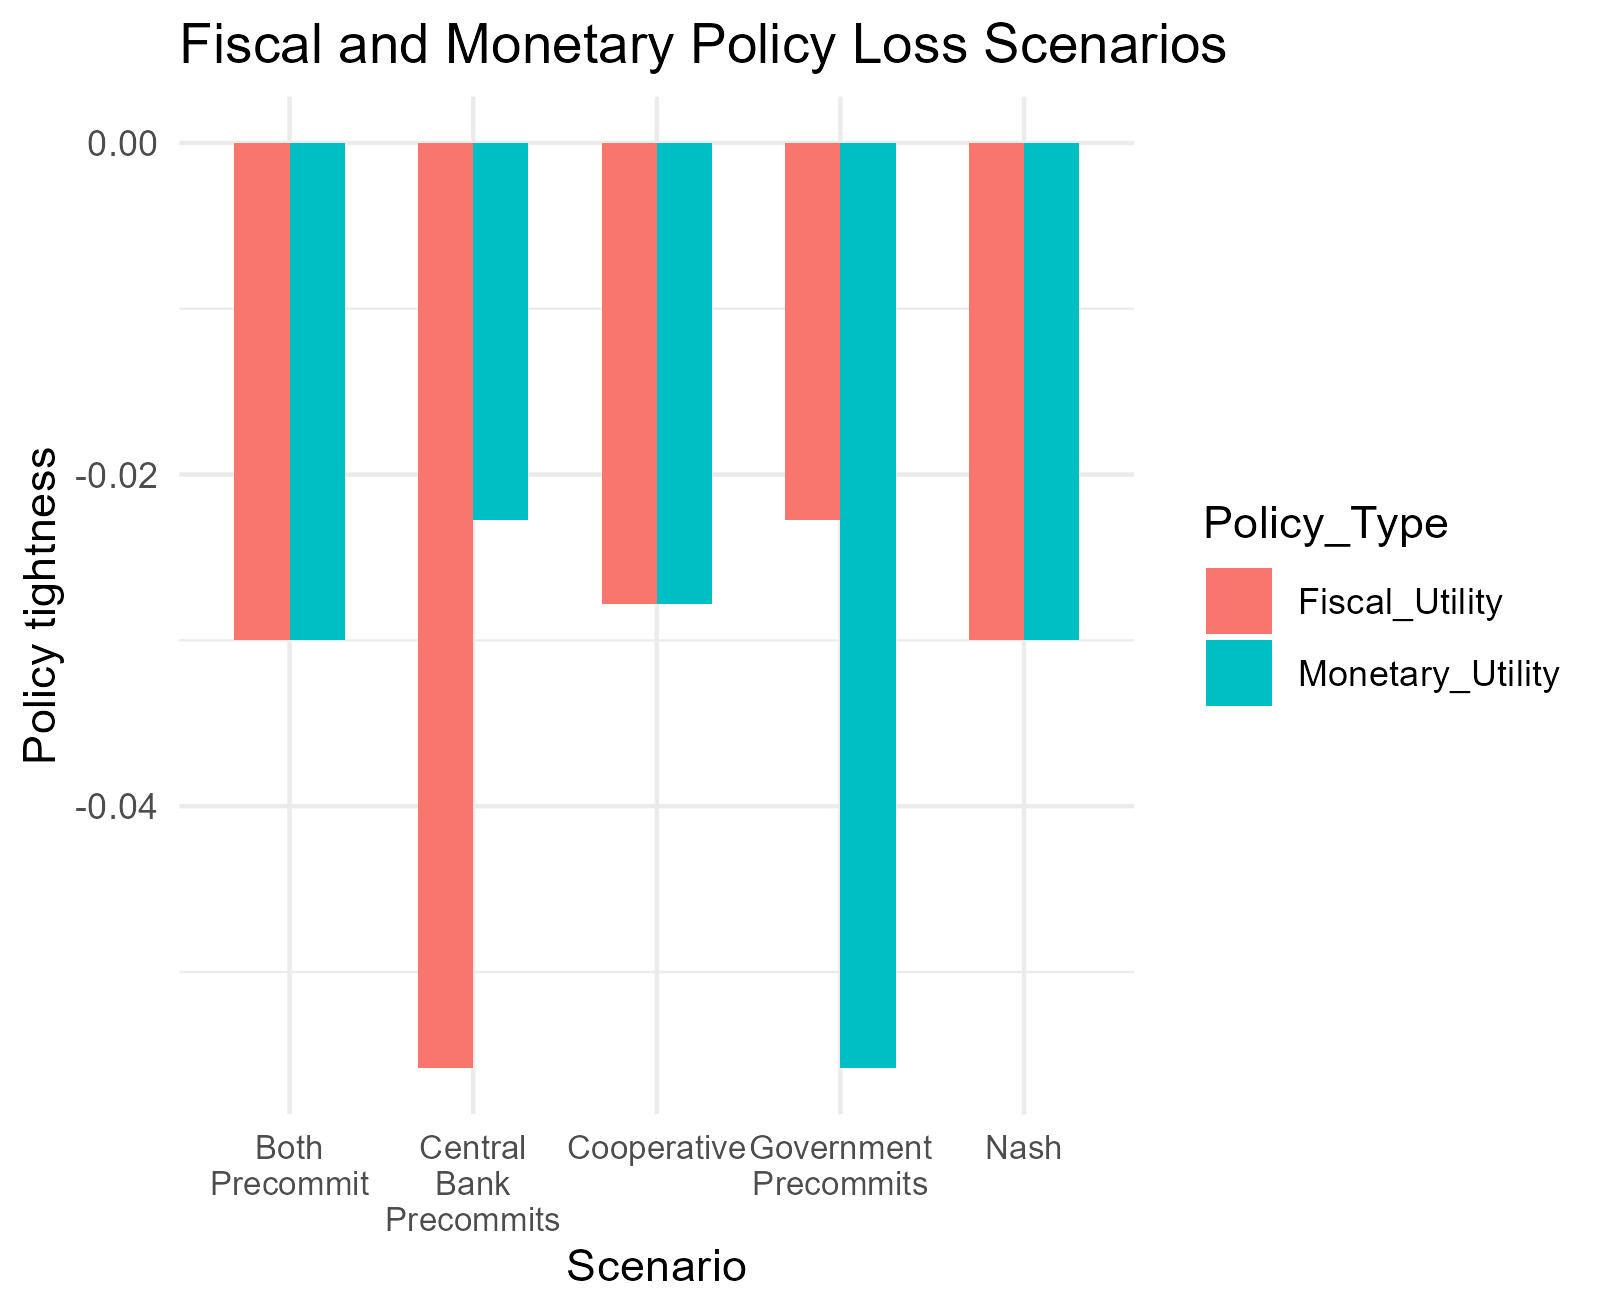 Fiscal and Monetary Policy Loss Scenarios
0.00
-0.02
-0.04
Policy tightness
Both
Precommit
Central
Bank
Precommits
Cooperative
Government
Precommits
Nash
Scenario
Policy_Type
Fiscal_Utility
Monetary_Utility